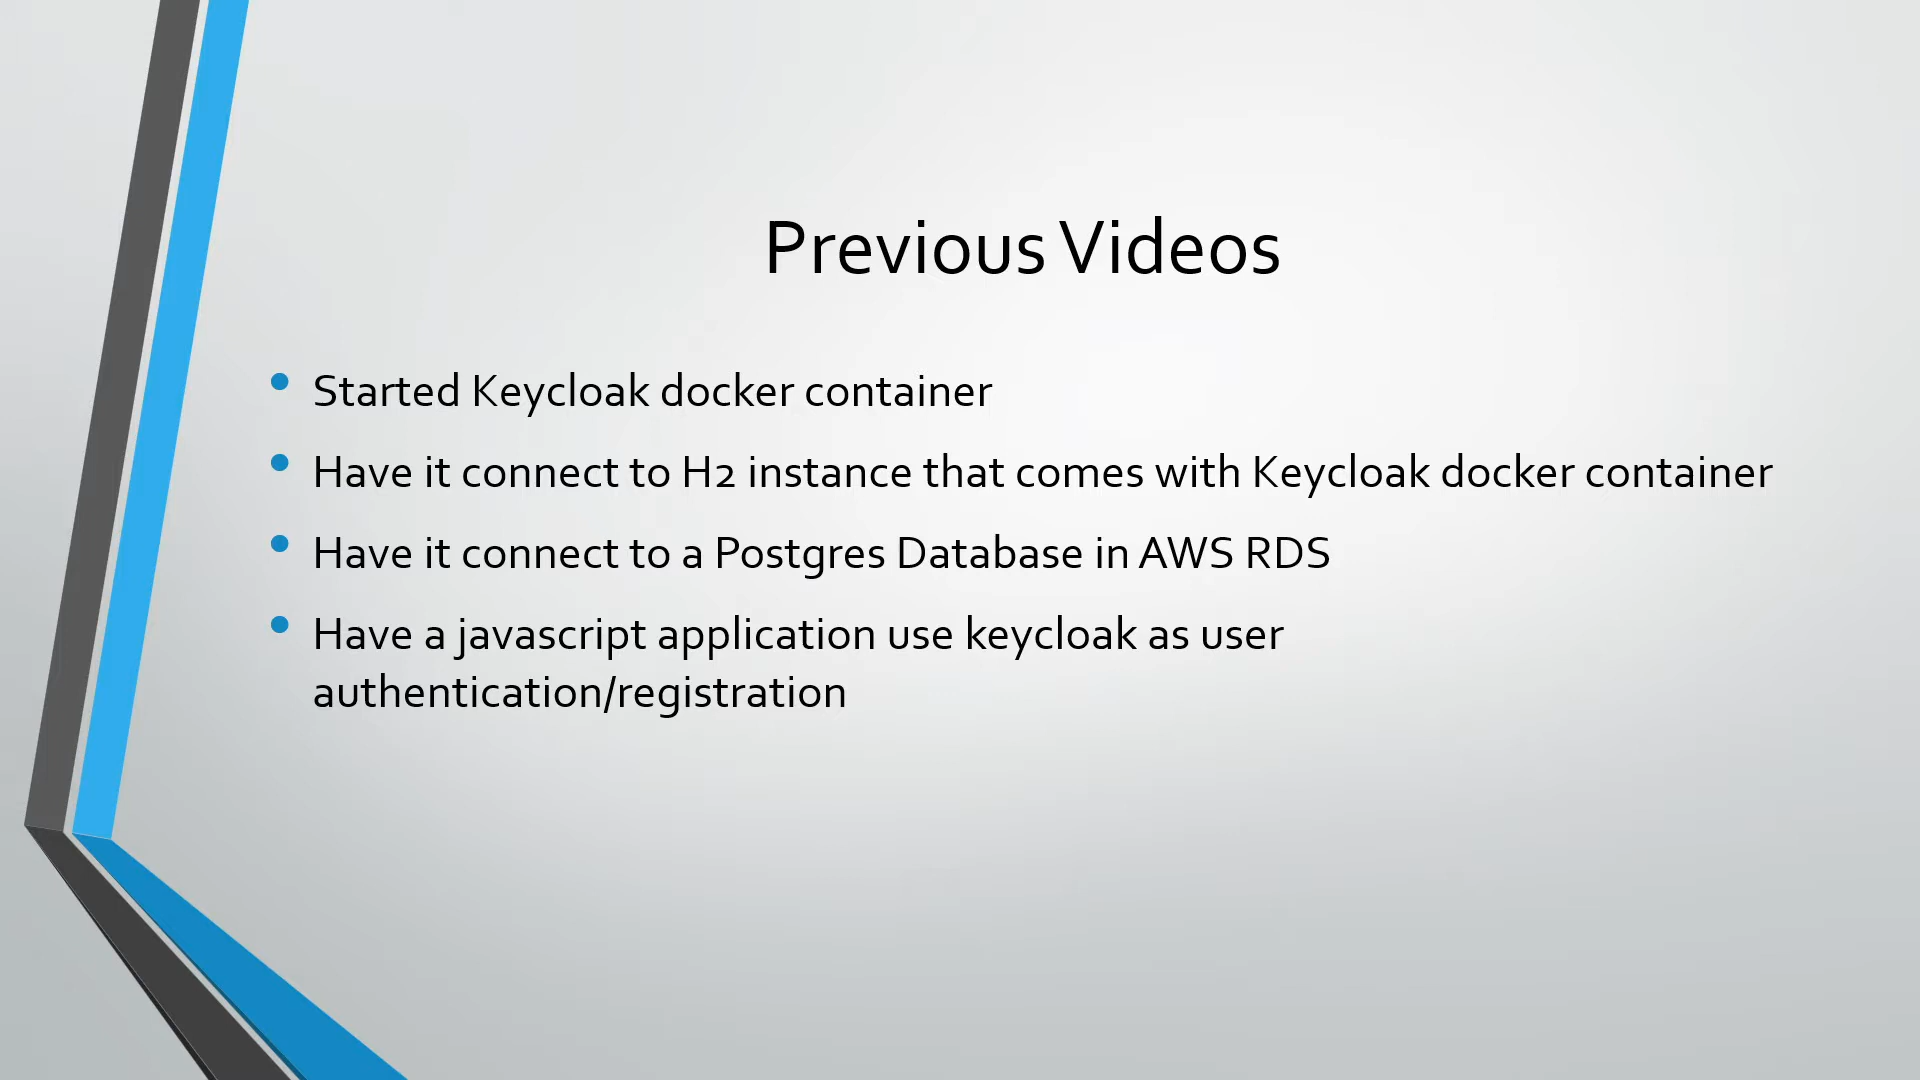 Previous Videos
Started Keycloak docker container
Have it connect to H2 instance that comes with Keycloak docker container
Have it connect to a Postgres Database in AWS RDS
Have a javascript application use keycloak as user
authentication/registration